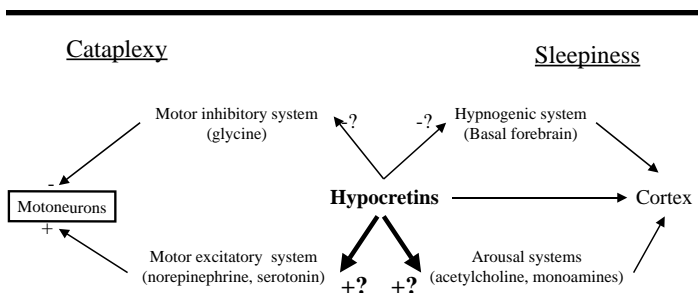 Cataplexy
Sleepiness
Motor inhibitory system
(glycine)
-?
-?
Hypnogenic system
(Basal forebrain)
-
Motoneurons
+
Hypocretins
Cortex
Motor excitatory system
(norepinephrine, serotonin)
+?
+?
Arousal systems
(acetylcholine, monoamines)